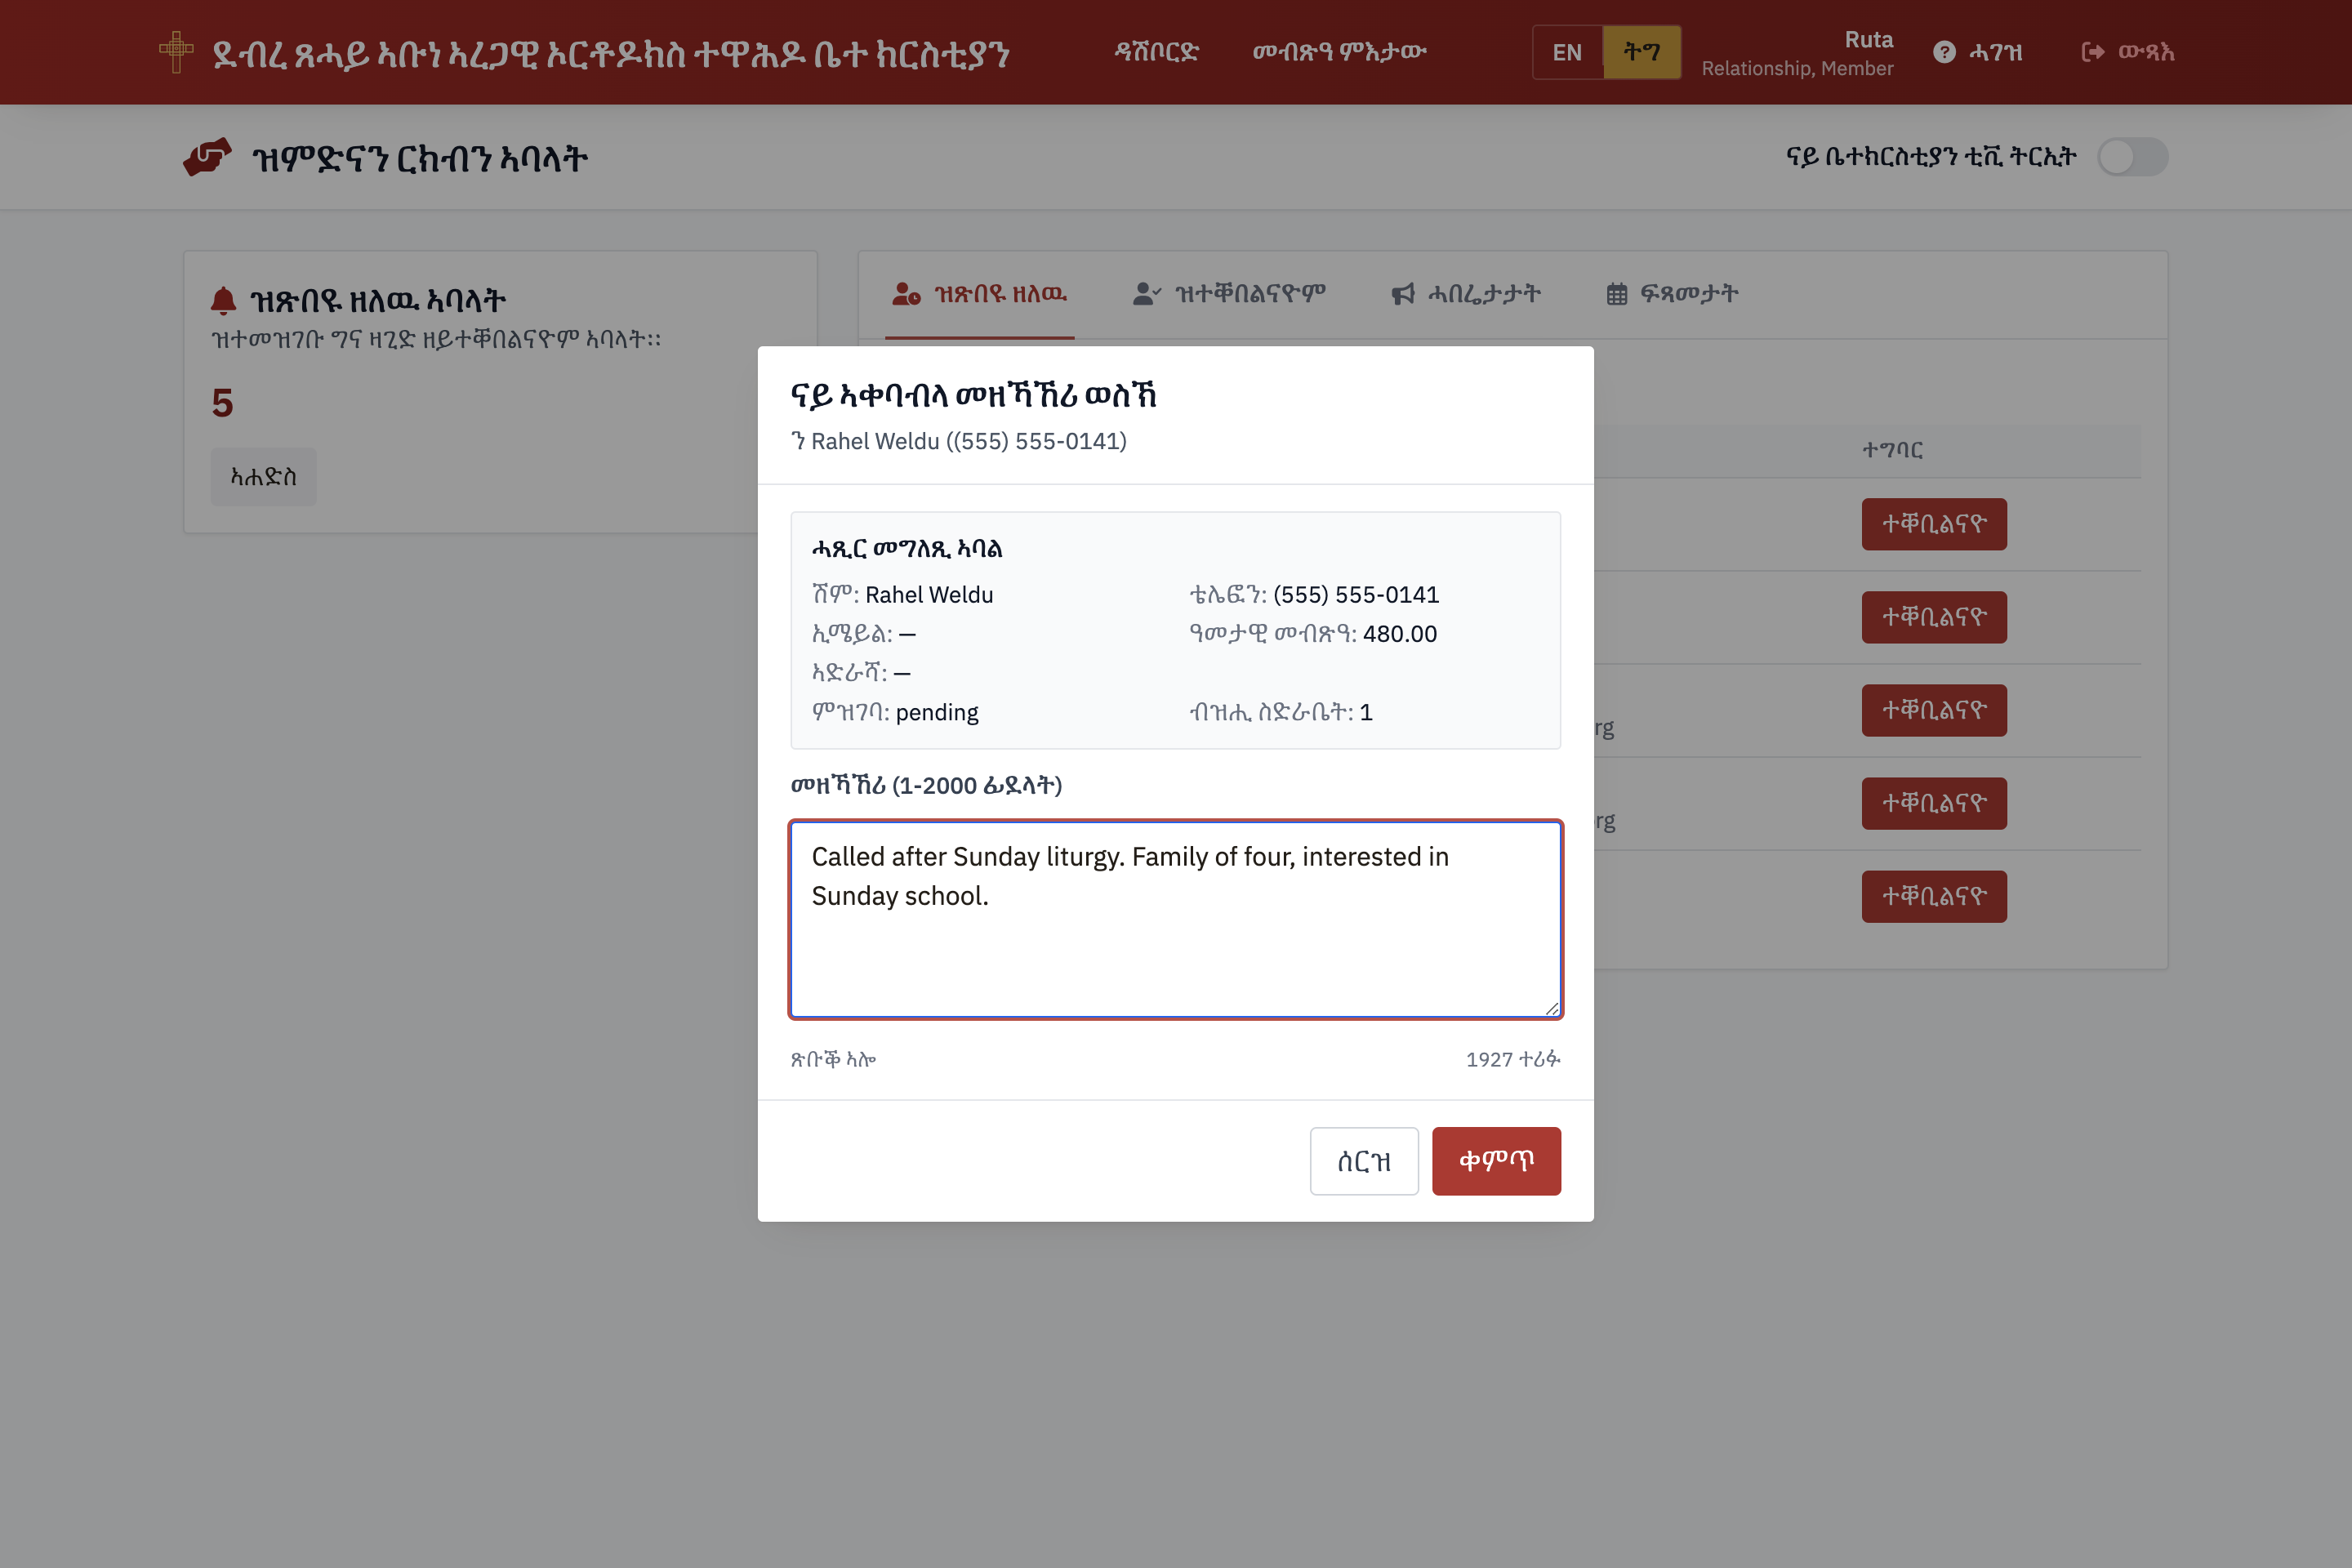 ደብረ ጸሓይ ኣቡነ ኣረጋዊ ኦርቶዶክስ ተዋሕዶ ቤተ ክርስቲያን
ዳሽቦርድ
መብጽዓ ምእታው
EN
ትግ
Ruta
Relationship, Member
ሓገዝ
ውጻእ
ዝምድናን ርክብን ኣባላት
ናይ ቤተክርስቲያን ቲቪ ትርኢት
ዝጽበዩ ዘለዉ ኣባላት
ዝተመዝገቡ ግና ዛጊድ ዘይተቐበልናዮም ኣባላት።
5
ኣሐድስ
ዝጽበዩ ዘለዉ
ዝተቐበልናዮም
ሓበሬታታት
ፍጻመታት
ተግባር
ተቐቢልናዮ
ተቐቢልናዮ
rg
ተቐቢልናዮ
rg
ተቐቢልናዮ
ተቐቢልናዮ
ናይ ኣቀባብላ መዘኻኸሪ ወስኽ
ን Rahel Weldu ((555) 555-0141)
ሓጺር መግለጺ ኣባል
ሽም: Rahel Weldu
ቴሌፎን: (555) 555-0141
ኢሜይል: —
ዓመታዊ መብጽዓ: 480.00
ኣድራሻ: —
ምዝገባ: pending
ብዝሒ ስድራቤት: 1
መዘኻኸሪ (1-2000 ፊደላት)
Called after Sunday liturgy. Family of four, interested in
Sunday school.
ጽቡቕ ኣሎ
1927 ተሪፉ
ሰርዝ
ቀምጥ